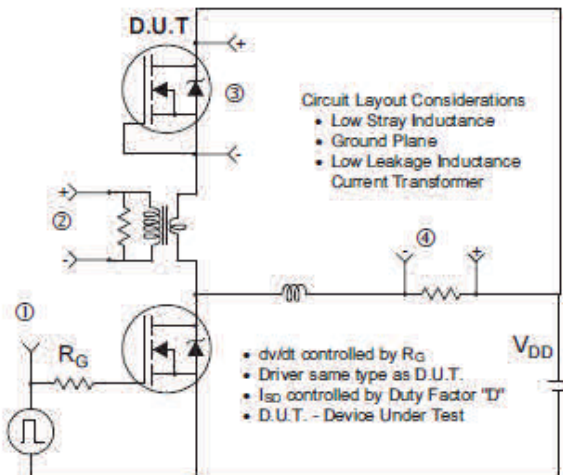 D.U.T
+
③
-
Circuit Layout Considerations
• Low Stray Inductance
• Ground Plane
• Low Leakage Inductance
Current Transformer
+
②
-
④
- +
①
RG
VDD
• dv/dt controlled by RG
• Driver same type as D.U.T.
• ISD controlled by Duty Factor "D"
• D.U.T. - Device Under Test